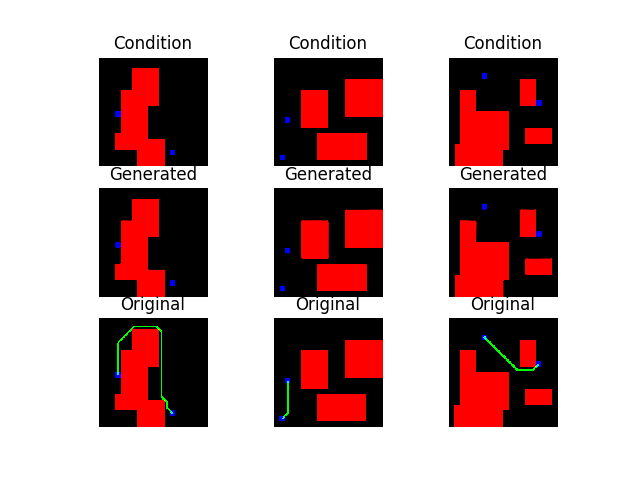 Condition Condition Condition
Generated Generated Generated
Original Original Original